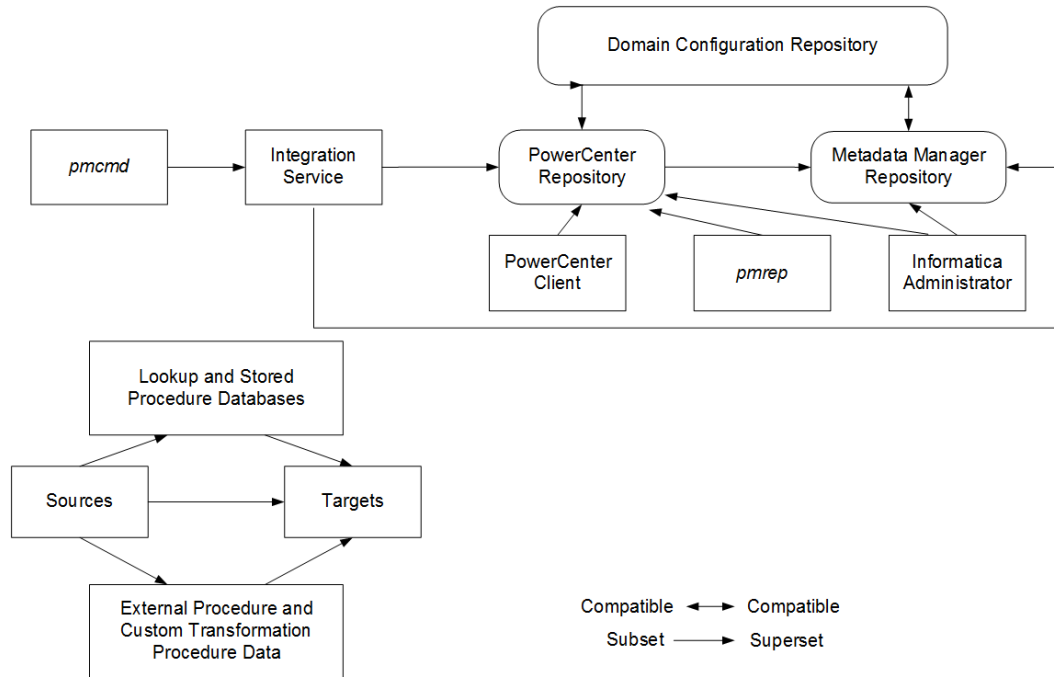 Domain Configuration Repository
pmcmd
Integration
Service
PowerCenter
Repository
Metadada Manager
Repository
PowerCenter
Client
pmrep
Informatica
Administrator
Lookup and Stored
Procedure Databases
Sources
Targets
External Procedure and
Custom Transformation
Procedure Data
Compatible Compatible
Subset Superset